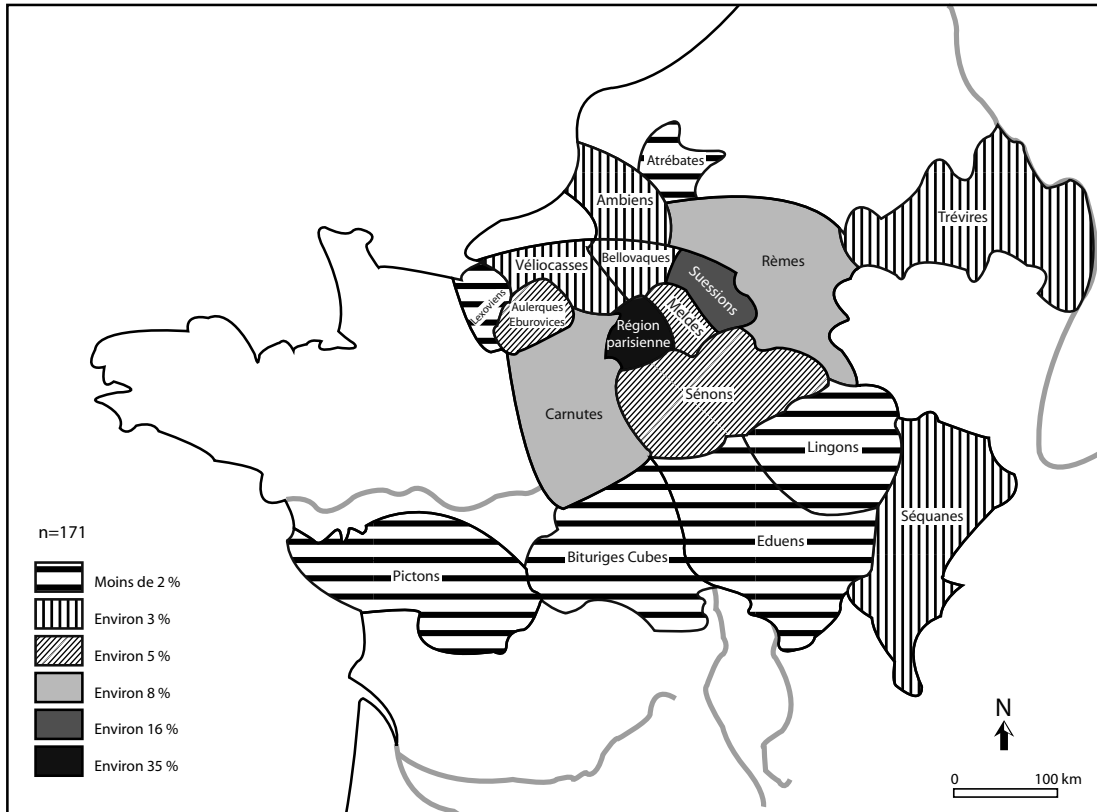 Atrébates
Ambiens
Trévires
Bellovaques
Véliocasses
Rèmes
Suessions
Lexoviens
Aulerques
Eburovices
Meldes
Région
parisienne
Sénons
Carnutes
Lingons
Séquanes
n=171
Eduens
Bituriges Cubes
Pictons
Moins de 2 %
Environ 3 %
Environ 5 %
Environ 8 %
Environ 16 %
Environ 35 %
N
0 100 km